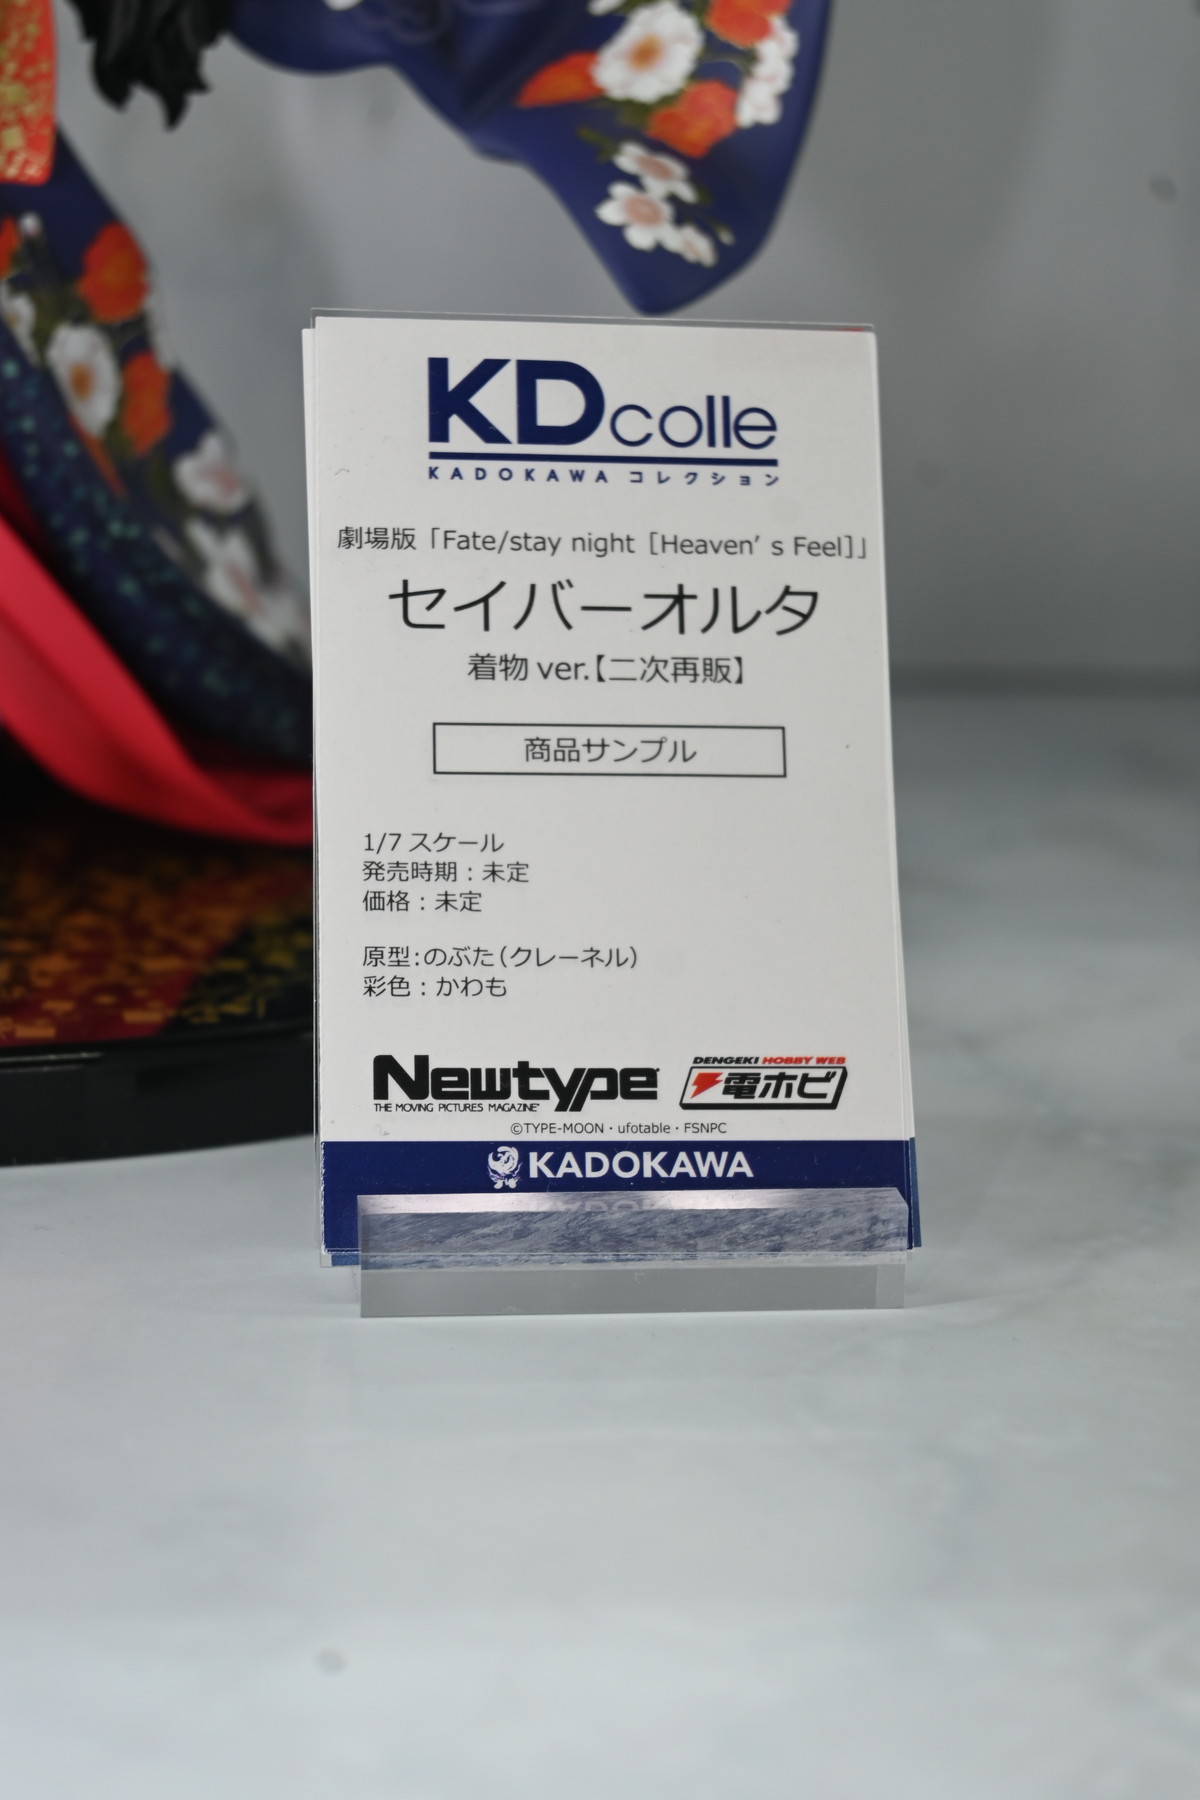 KDcolle
KADOKAWA コレクション
劇場版「Fate/stay night［Heaven’s Feel］」
セイバーオルタ
着物 ver.【二次再販】
商品サンプル
1/7 スケール
発売時期：未定
価格：未定
原型：のぶた（クレーネル）
彩色：かわも
Newtype
THE MOVING PICTURES MAGAZINE
DENGEKI HOBBY WEB
電ホビ
©TYPE-MOON・ufotable・FSNPC
KADOKAWA